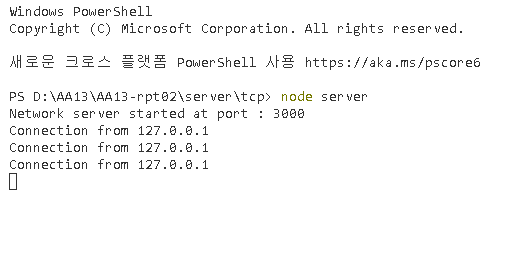 Windows PowerShell
Copyright (C) Microsoft Corporation. All rights reserved.
새로운 크로스 플랫폼 PowerShell 사용 https://aka.ms/pscore6
PS D:\AA13\AA13-rpt02\server\tcp> node server
Network server started at port : 3000
Connection from 127.0.0.1
Connection from 127.0.0.1
Connection from 127.0.0.1